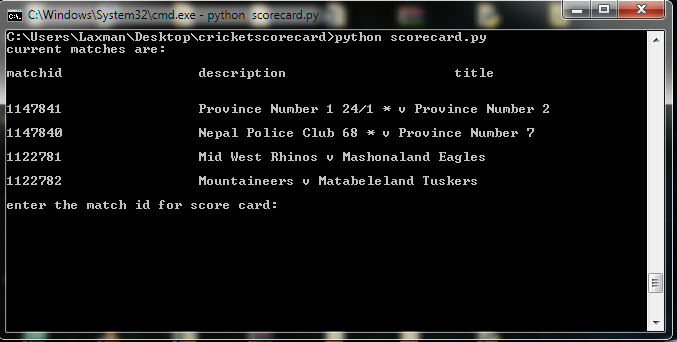 C:\Windows\System32\cmd.exe - python  scorecard.py
C:\Users\Laxman\Desktop\cricketscorecard>python scorecard.py
current matches are:
matchid description title
1147841 Province Number 1 24/1 * v Province Number 2
1147840 Nepal Police Club 68 * v Province Number 7
1122781 Mid West Rhinos v Mashonaland Eagles
1122782 Mountaineers v Matabeleland Tuskers
enter the match id for score card: